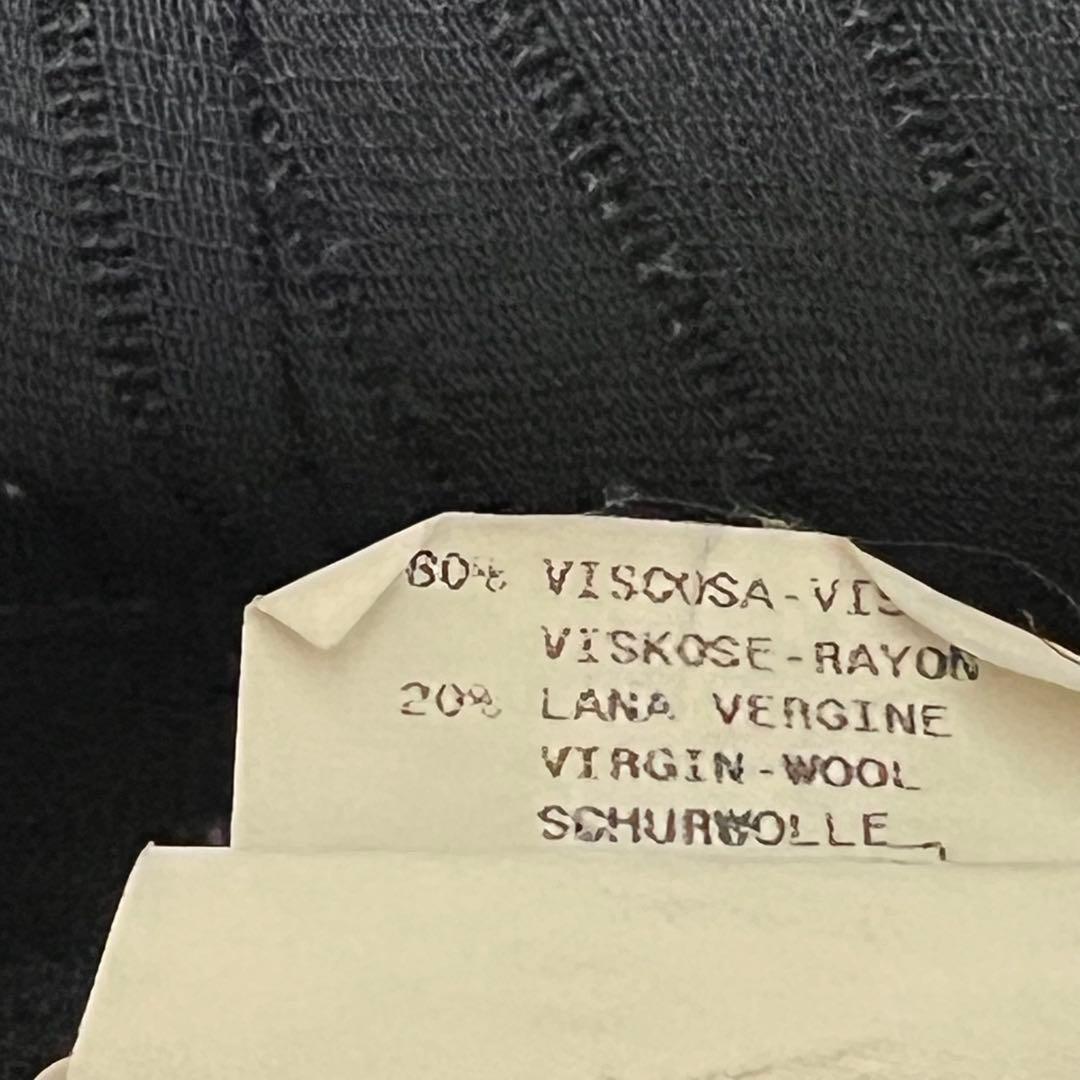 60% VISCOSA-VIS
VISKOSE-RAYON
20% LANA VERGINE
VIRGIN-WOOL
SCHURWOLLE